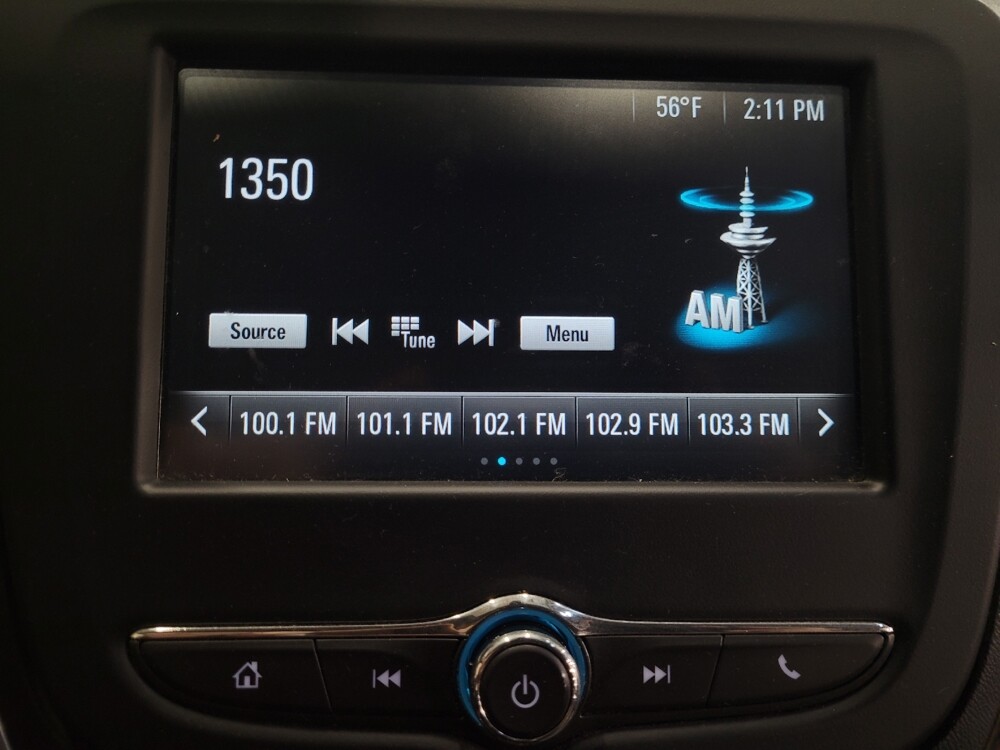 56°F 2:11 PM
1350
AM
Source Tune Menu
100.1 FM 101.1 FM 102.1 FM 102.9 FM 103.3 FM